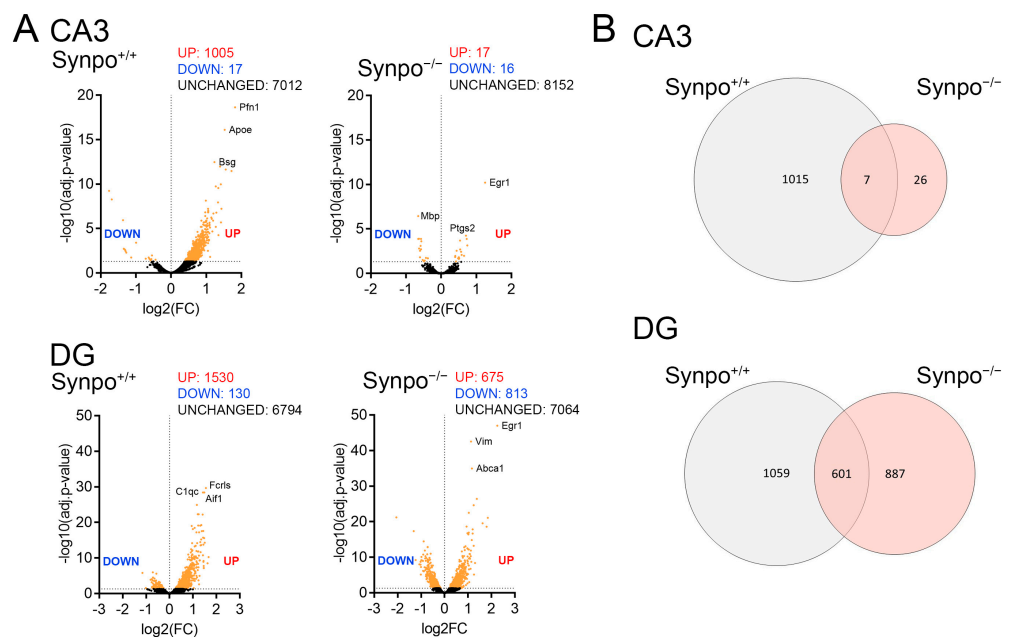 A CA3
Synpo+/+
UP: 1005
DOWN: 17
UNCHANGED: 7012
20
15
10
5
0
-log10(adj.p-value)
Pfn1
Apoe
Bsg
DOWN
UP
-2 -1 0 1 2
log2(FC)
Synpo−/−
UP: 17
DOWN: 16
UNCHANGED: 8152
20
15
10
5
0
-log10(adj.p-value)
Egr1
Mbp
Ptgs2
DOWN
UP
-2 -1 0 1 2
log2(FC)
DG
Synpo+/+
UP: 1530
DOWN: 130
UNCHANGED: 6794
50
40
30
20
10
0
-log10(adj.p-value)
Fcrls
C1qc
Aif1
DOWN
UP
-3 -2 -1 0 1 2 3
log2(FC)
Synpo−/−
UP: 675
DOWN: 813
UNCHANGED: 7064
50
40
30
20
10
0
-log10(adj.p-value)
Egr1
Vim
Abca1
DOWN
UP
-3 -2 -1 0 1 2 3
log2FC
B CA3
Synpo+/+
Synpo−/−
1015
7
26
DG
Synpo+/+
Synpo−/−
1059
601
887